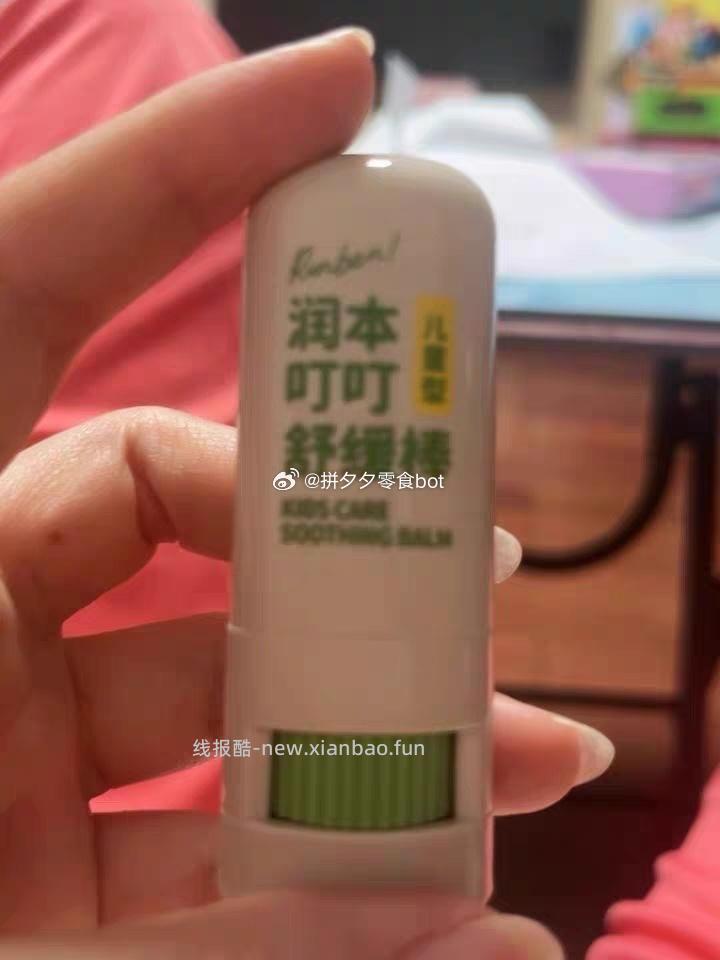 Runben!
润本
叮叮
舒缓棒
儿童型
@拼夕夕零食bot
KIDS CARE
SOOTHING BALM
线报酷-new.xianbao.fun